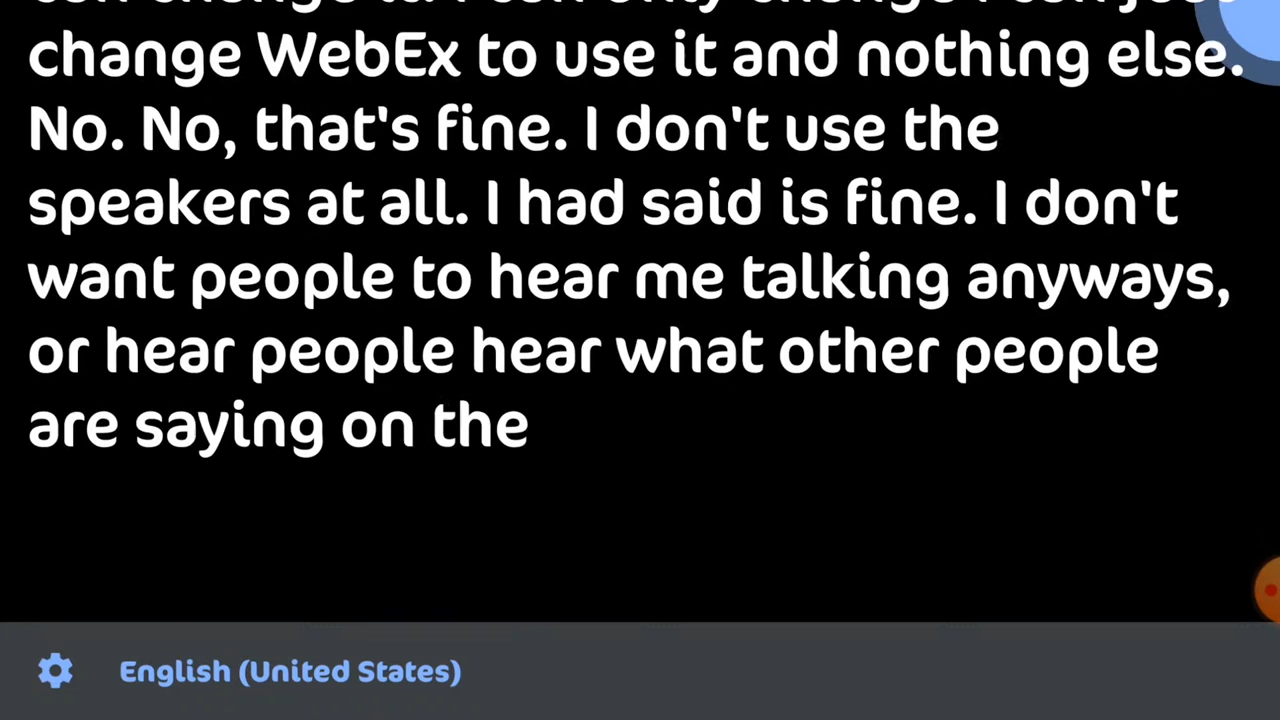 change WebEx to use it and nothing else.
No. No, that's fine. I don't use the
speakers at all. I had said is fine. I don't
want people to hear me talking anyways,
or hear people hear what other people
are saying on the
English (United States)